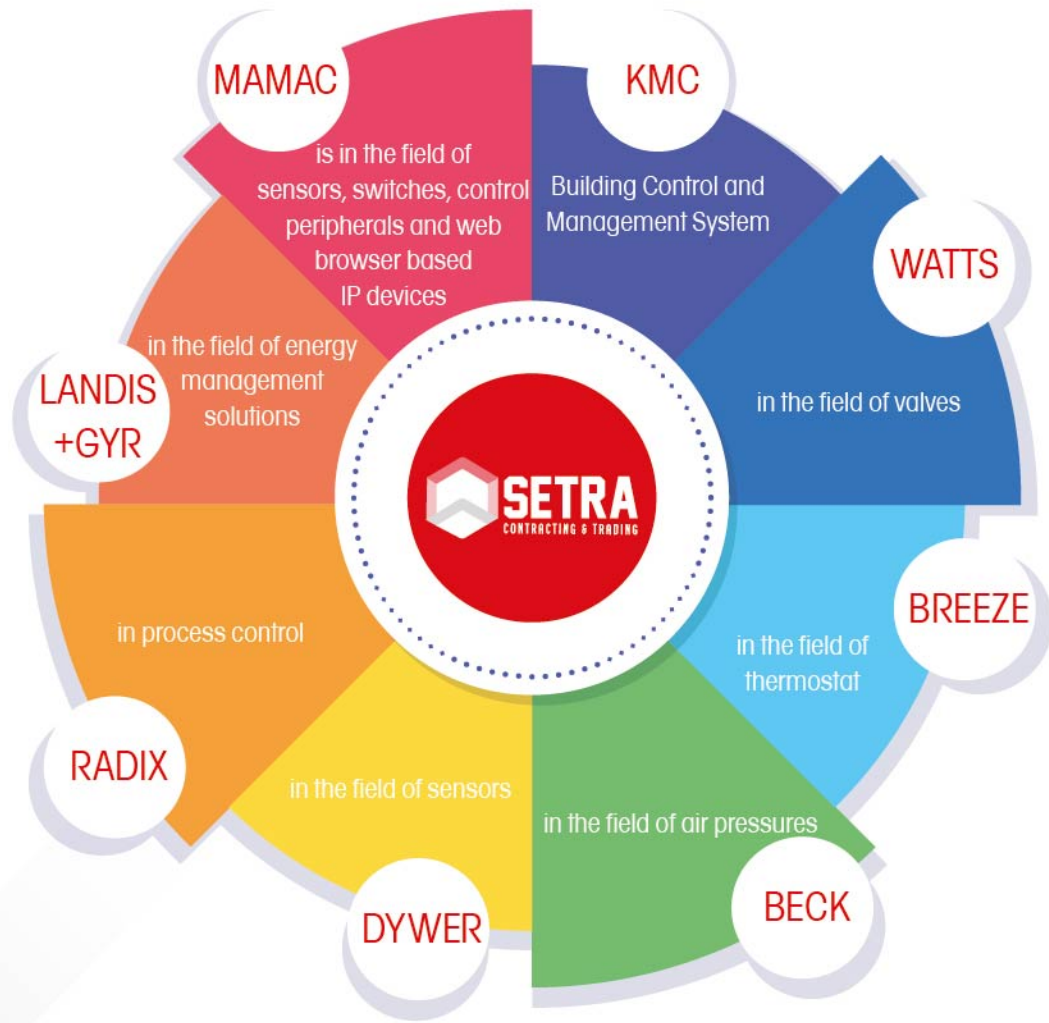 MAMAC
is in the field of
sensors, switches, control
peripherals and web
browser based
IP devices
KMC
Building Control and
Management System
WATTS
in the field of valves
BREEZE
in the field of
thermostat
BECK
in the field of air pressures
DYWER
in the field of sensors
RADIX
in process control
LANDIS
+GYR
in the field of energy
management
solutions
SETRA
CONTRACTING & TRADING